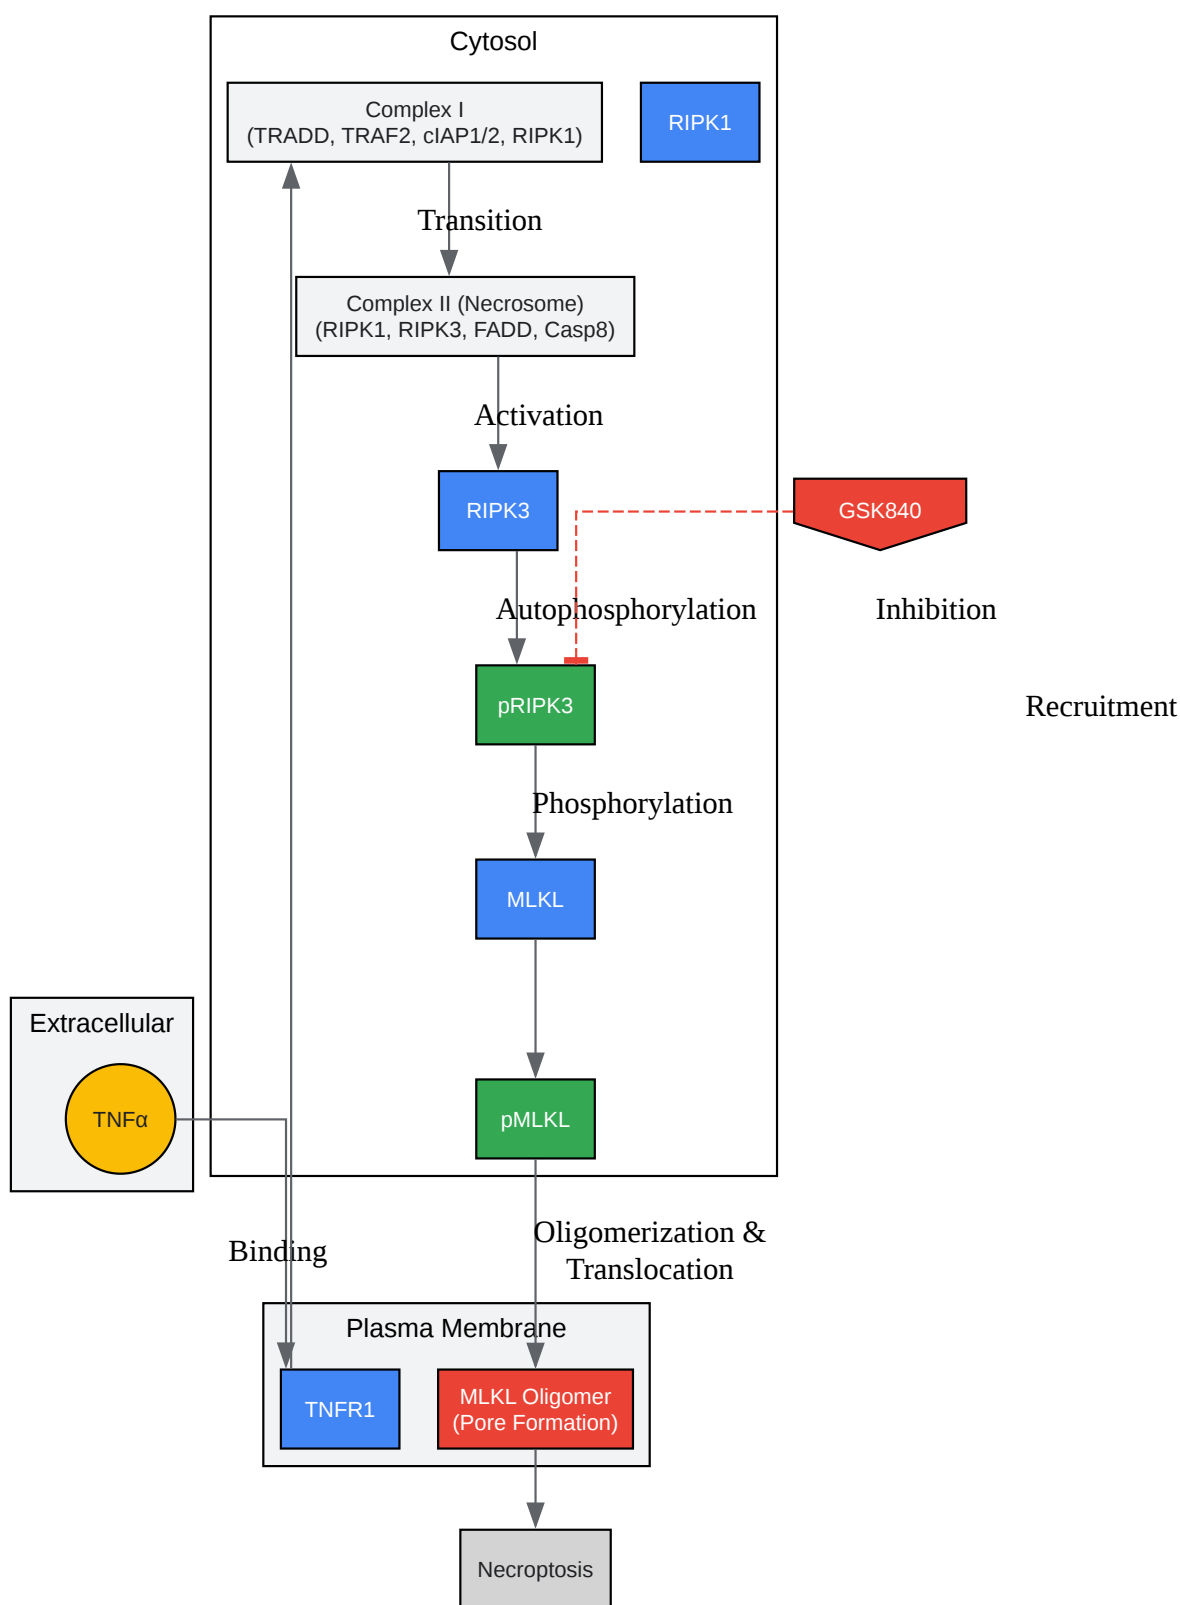 Cytosol
Complex I
(TRADD, TRAF2, cIAP1/2, RIPK1)
RIPK1
Transition
Complex II (Necrosome)
(RIPK1, RIPK3, FADD, Casp8)
Activation
RIPK3
GSK840
Autophosphorylation
Inhibition
pRIPK3
Recruitment
Phosphorylation
MLKL
Extracellular
TNFα
pMLKL
Binding
Oligomerization &
Translocation
Plasma Membrane
TNFR1
MLKL Oligomer
(Pore Formation)
Necroptosis